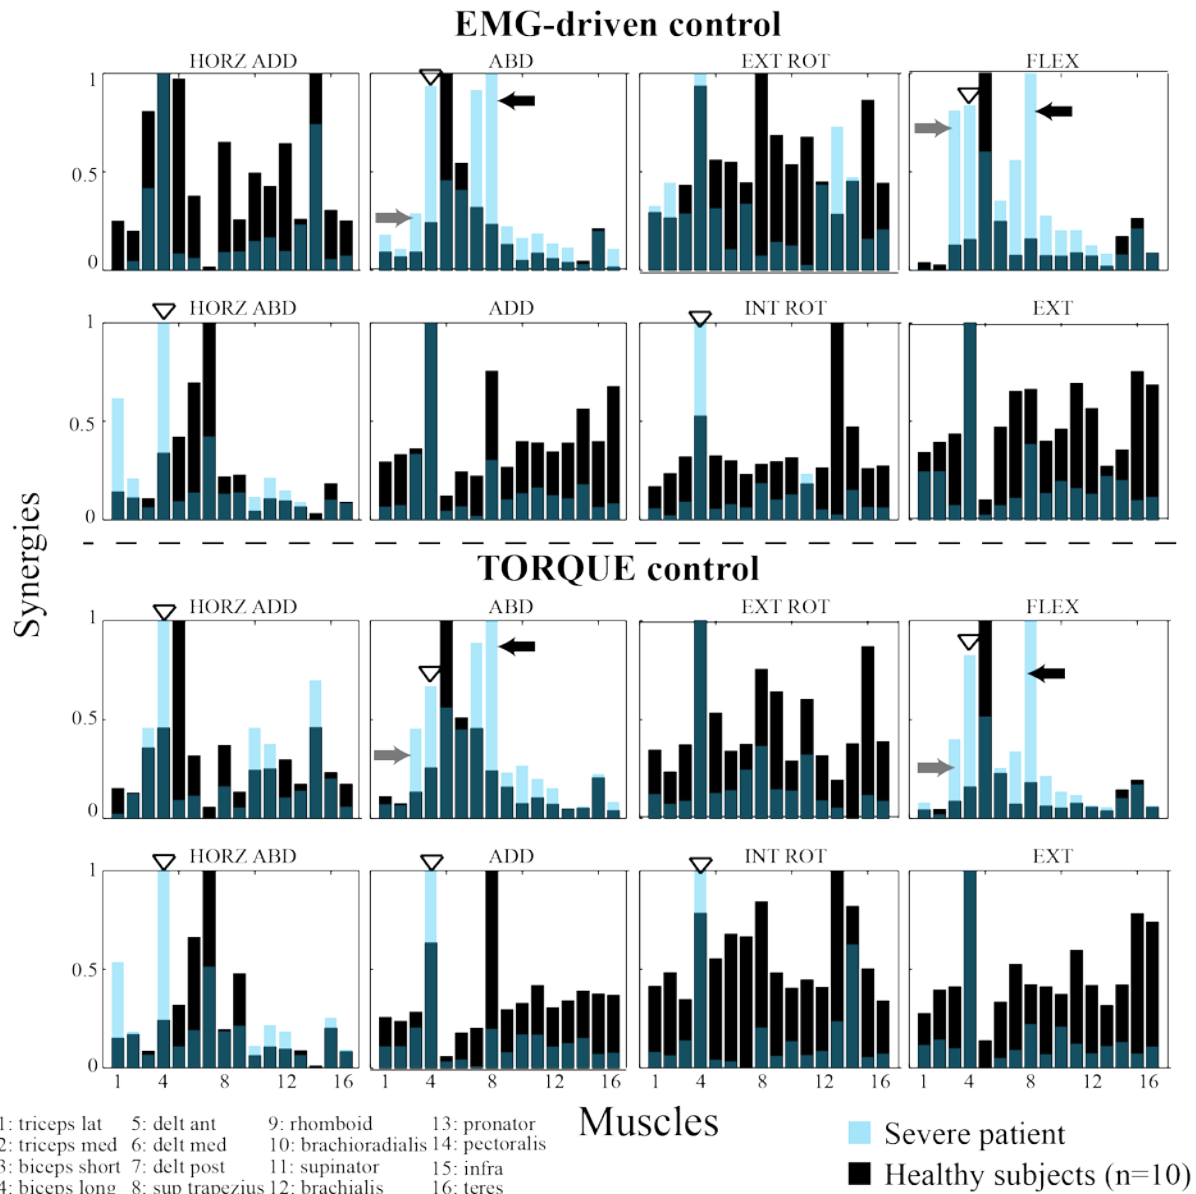 EMG-driven control
HORZ ADD ABD EXT ROT FLEX
1
0.5
0
HORZ ABD ADD INT ROT EXT
1
0.5
0
Synergies
TORQUE control
HORZ ADD ABD EXT ROT FLEX
1
0.5
0
HORZ ABD ADD INT ROT EXT
1
0.5
0
1 4 8 12 16 1 4 8 12 16 1 4 8 12 16 1 4 8 12 16
Muscles
1: triceps lat 5: delt ant 9: rhomboid 13: pronator
2: triceps med 6: delt med 10: brachioradialis 14: pectoralis
3: biceps short 7: delt post 11: supinator 15: infra
4: biceps long 8: sup trapezius 12: brachialis 16: teres
Severe patient
Healthy subjects (n=10)